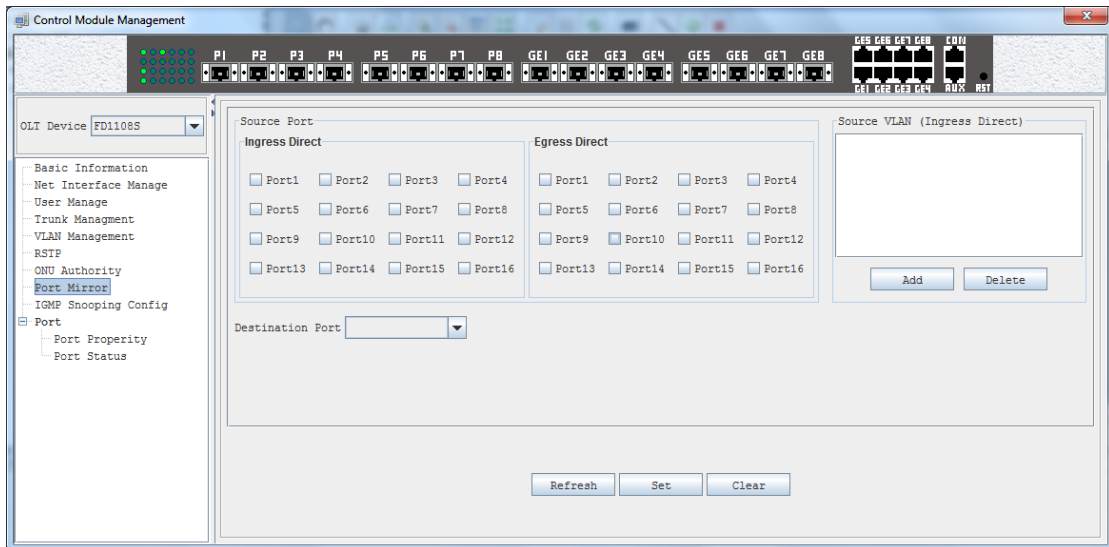 Control Module Management
P1 P2 P3 P4 P5 P6 P7 P8 GE1 GE2 GE3 GE4 GE5 GE6 GE7 GE8
GE5 GE6 GE7 GE8 CON
GE1 GE2 GE3 GE4 AUX RST
OLT Device FD1108S
Basic Information
Net Interface Manage
User Manage
Trunk Managment
VLAN Management
RSTP
ONU Authority
Port Mirror
IGMP Snooping Config
Port
Port Properity
Port Status
Source Port
Ingress Direct
Port1 Port2 Port3 Port4
Port5 Port6 Port7 Port8
Port9 Port10 Port11 Port12
Port13 Port14 Port15 Port16
Egress Direct
Port1 Port2 Port3 Port4
Port5 Port6 Port7 Port8
Port9 Port10 Port11 Port12
Port13 Port14 Port15 Port16
Source VLAN (Ingress Direct)
Add Delete
Destination Port
Refresh Set Clear